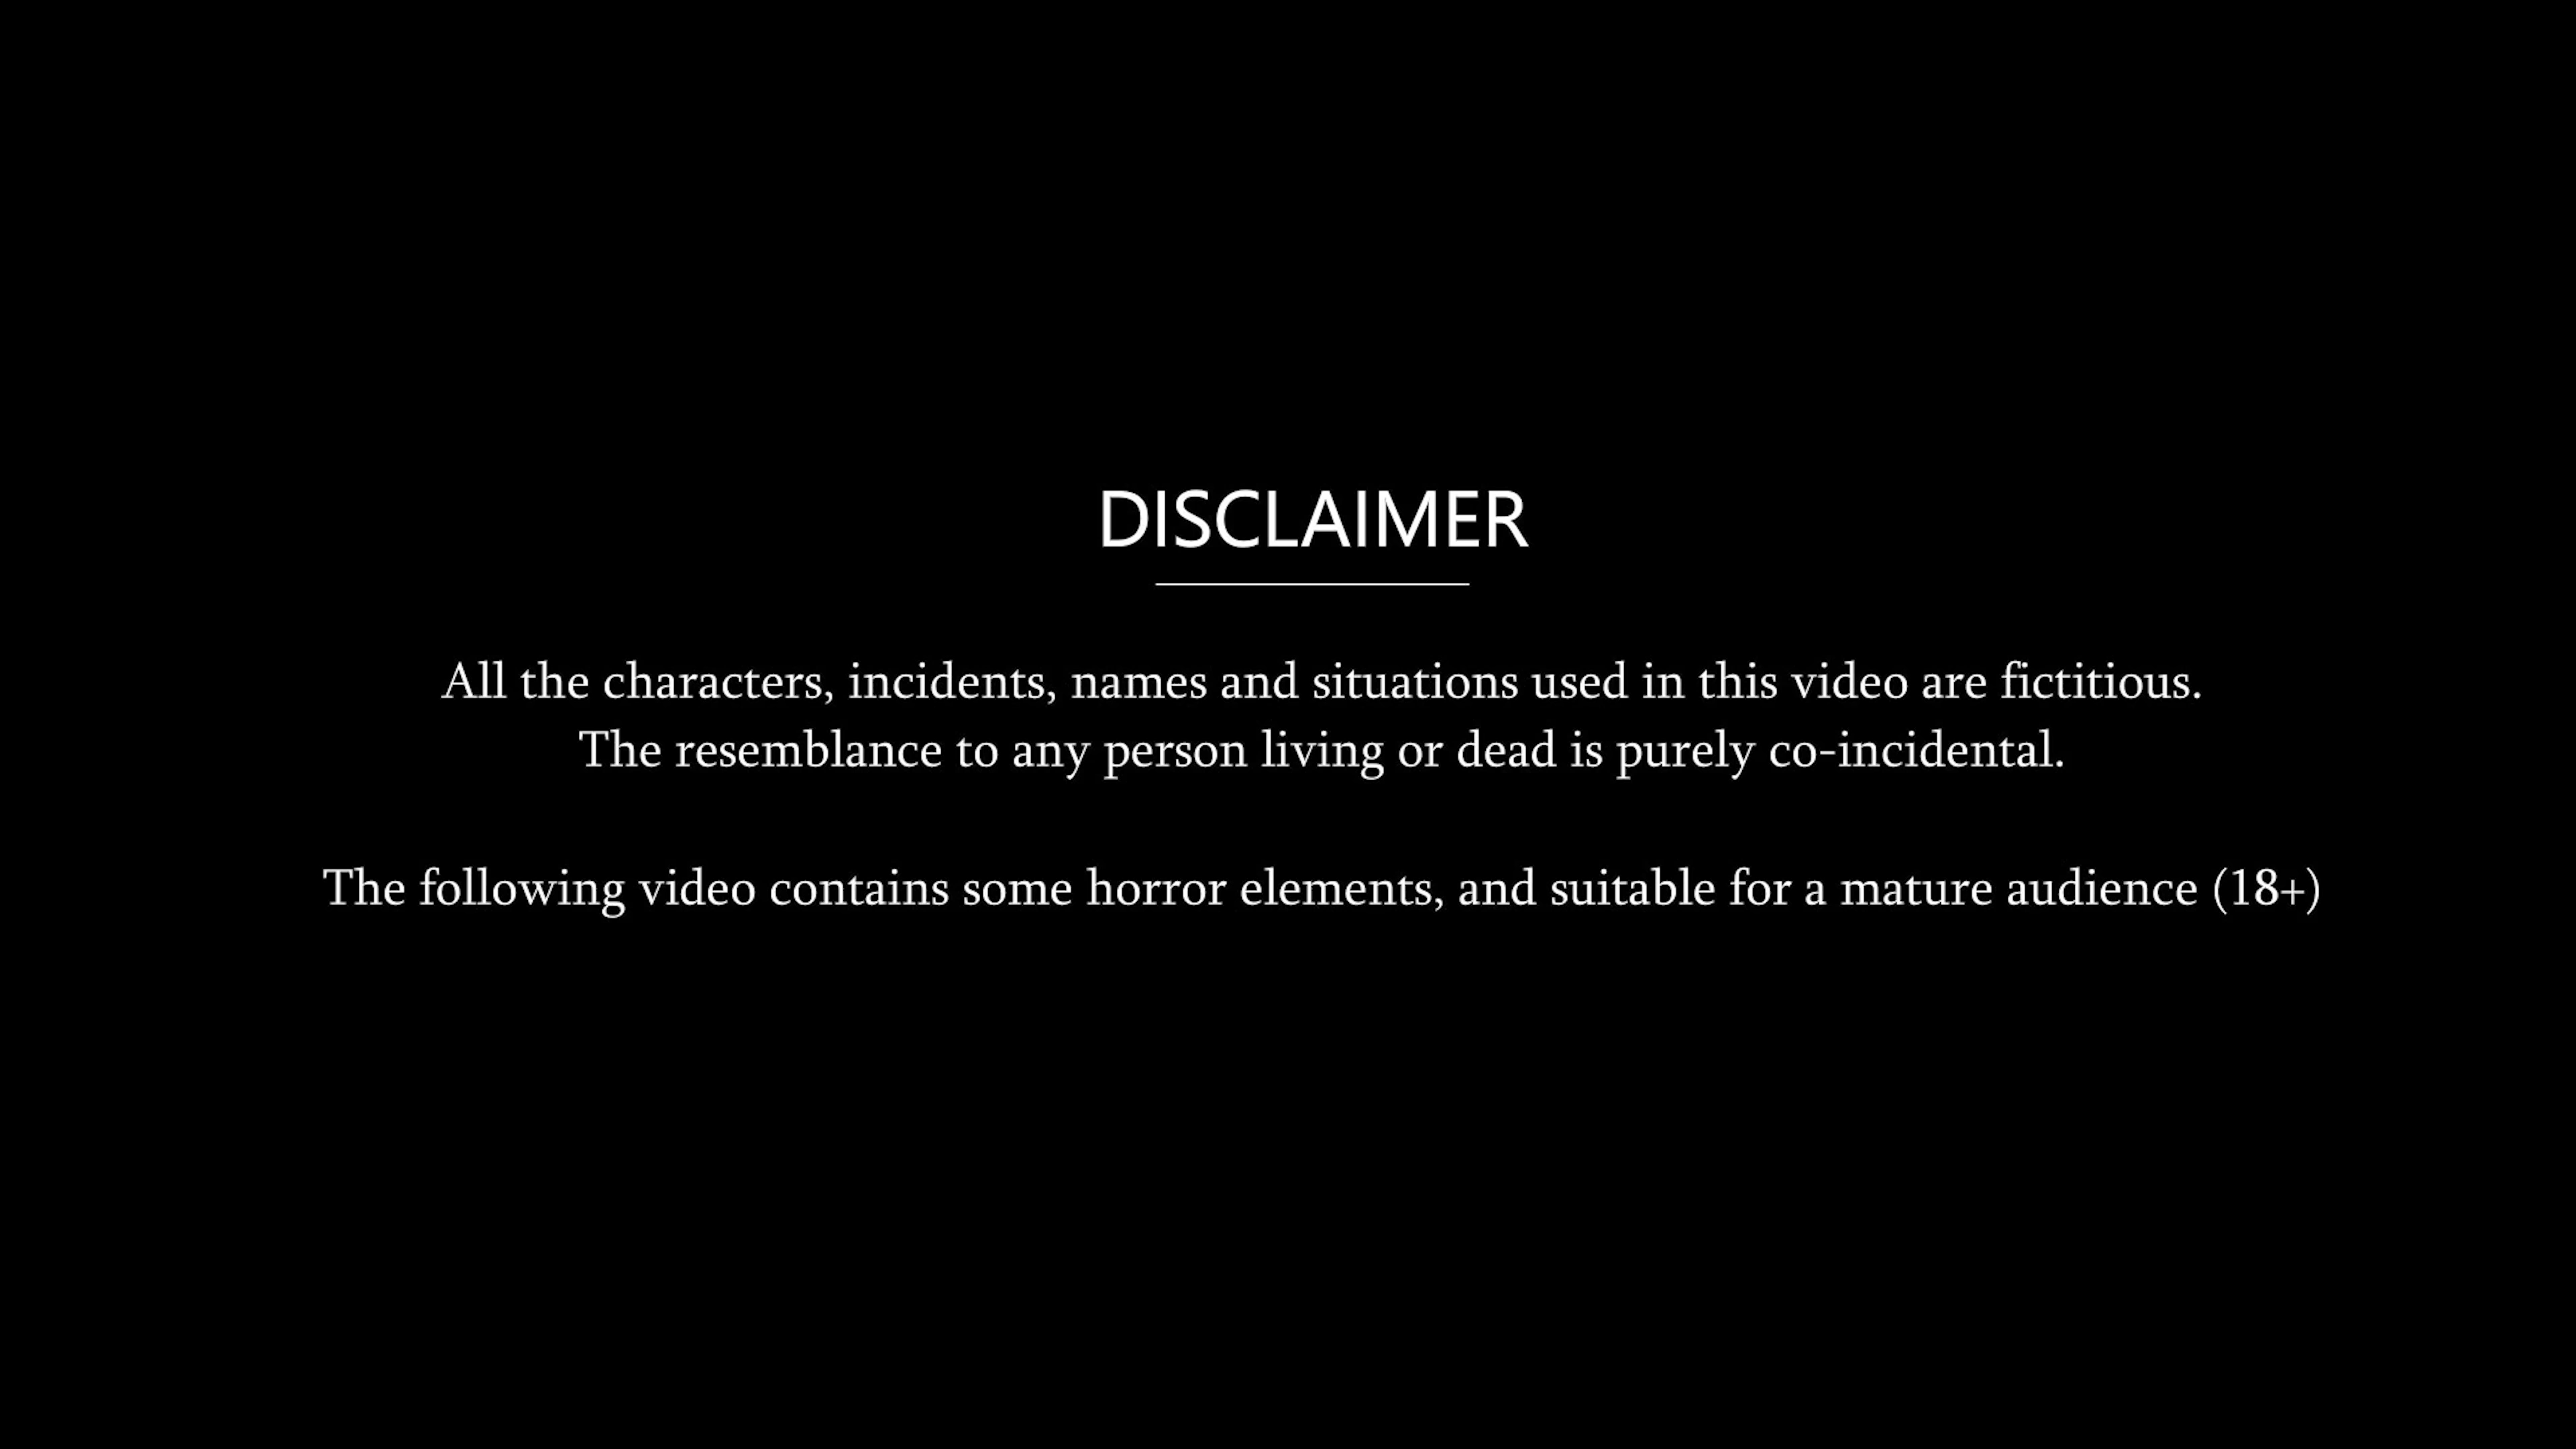 DISCLAIMER
All the characters, incidents, names and situations used in this video are fictitious.
The resemblance to any person living or dead is purely co-incidental.
The following video contains some horror elements, and suitable for a mature audience (18+)